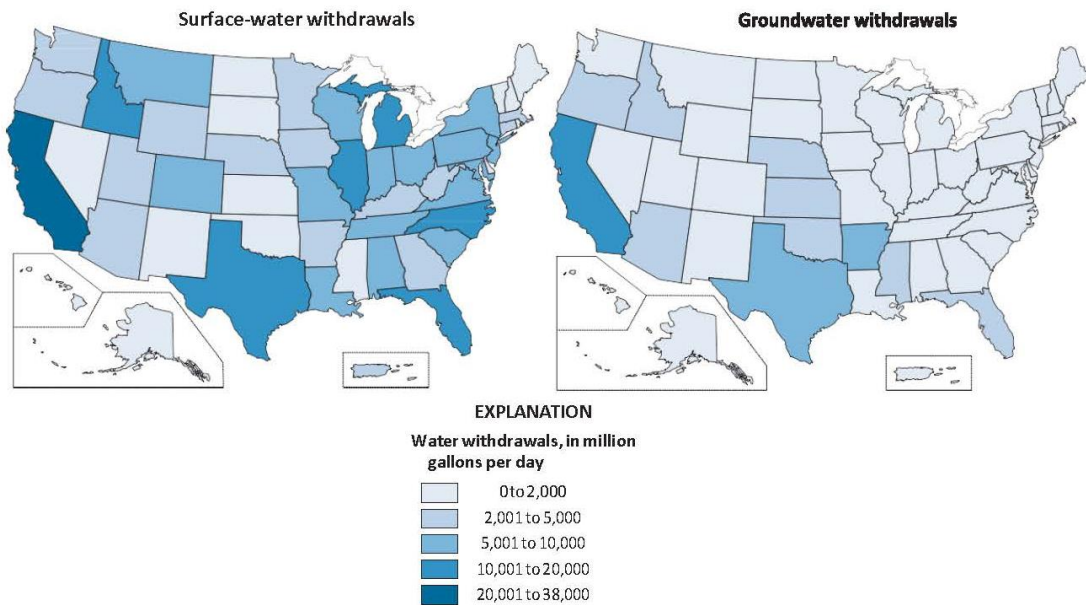 Surface-water withdrawals
Groundwater withdrawals
EXPLANATION
Water withdrawals, in million
gallons per day
0 to 2,000
2,001 to 5,000
5,001 to 10,000
10,001 to 20,000
20,001 to 38,000